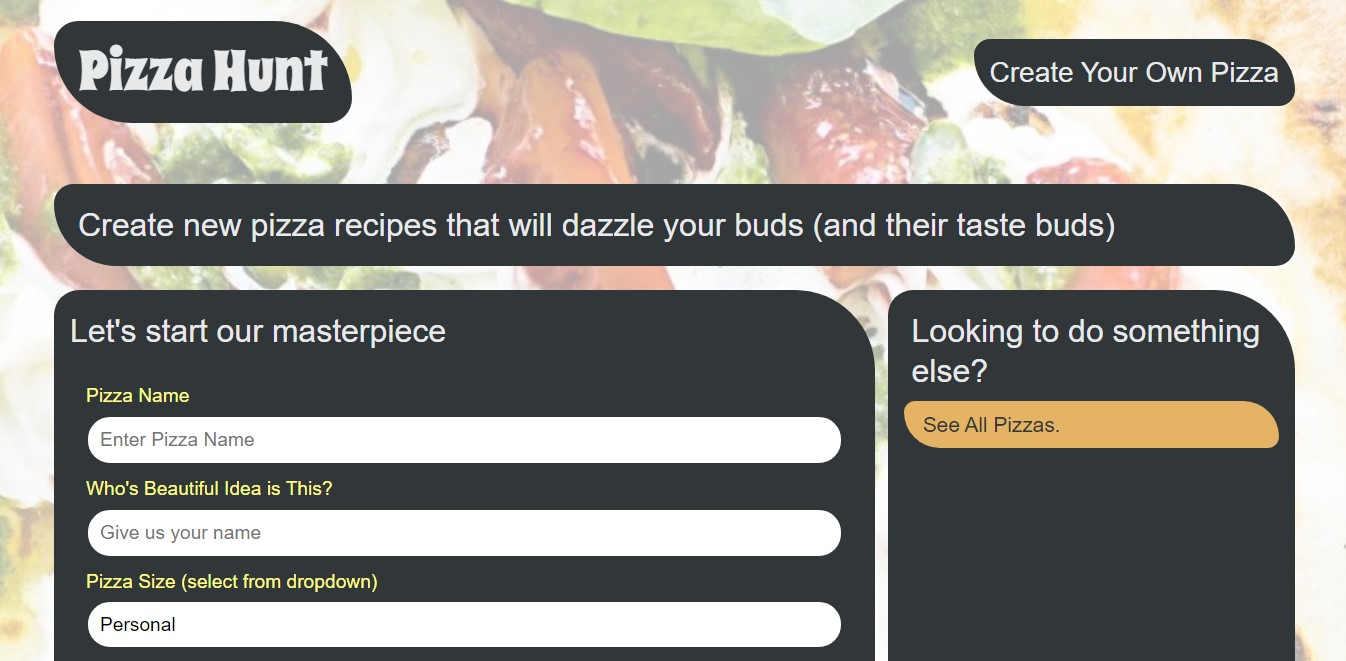 Pizza Hunt
Create Your Own Pizza
Create new pizza recipes that will dazzle your buds (and their taste buds)
Let's start our masterpiece
Pizza Name
Enter Pizza Name
Who's Beautiful Idea is This?
Give us your name
Pizza Size (select from dropdown)
Personal
Looking to do something
else?
See All Pizzas.